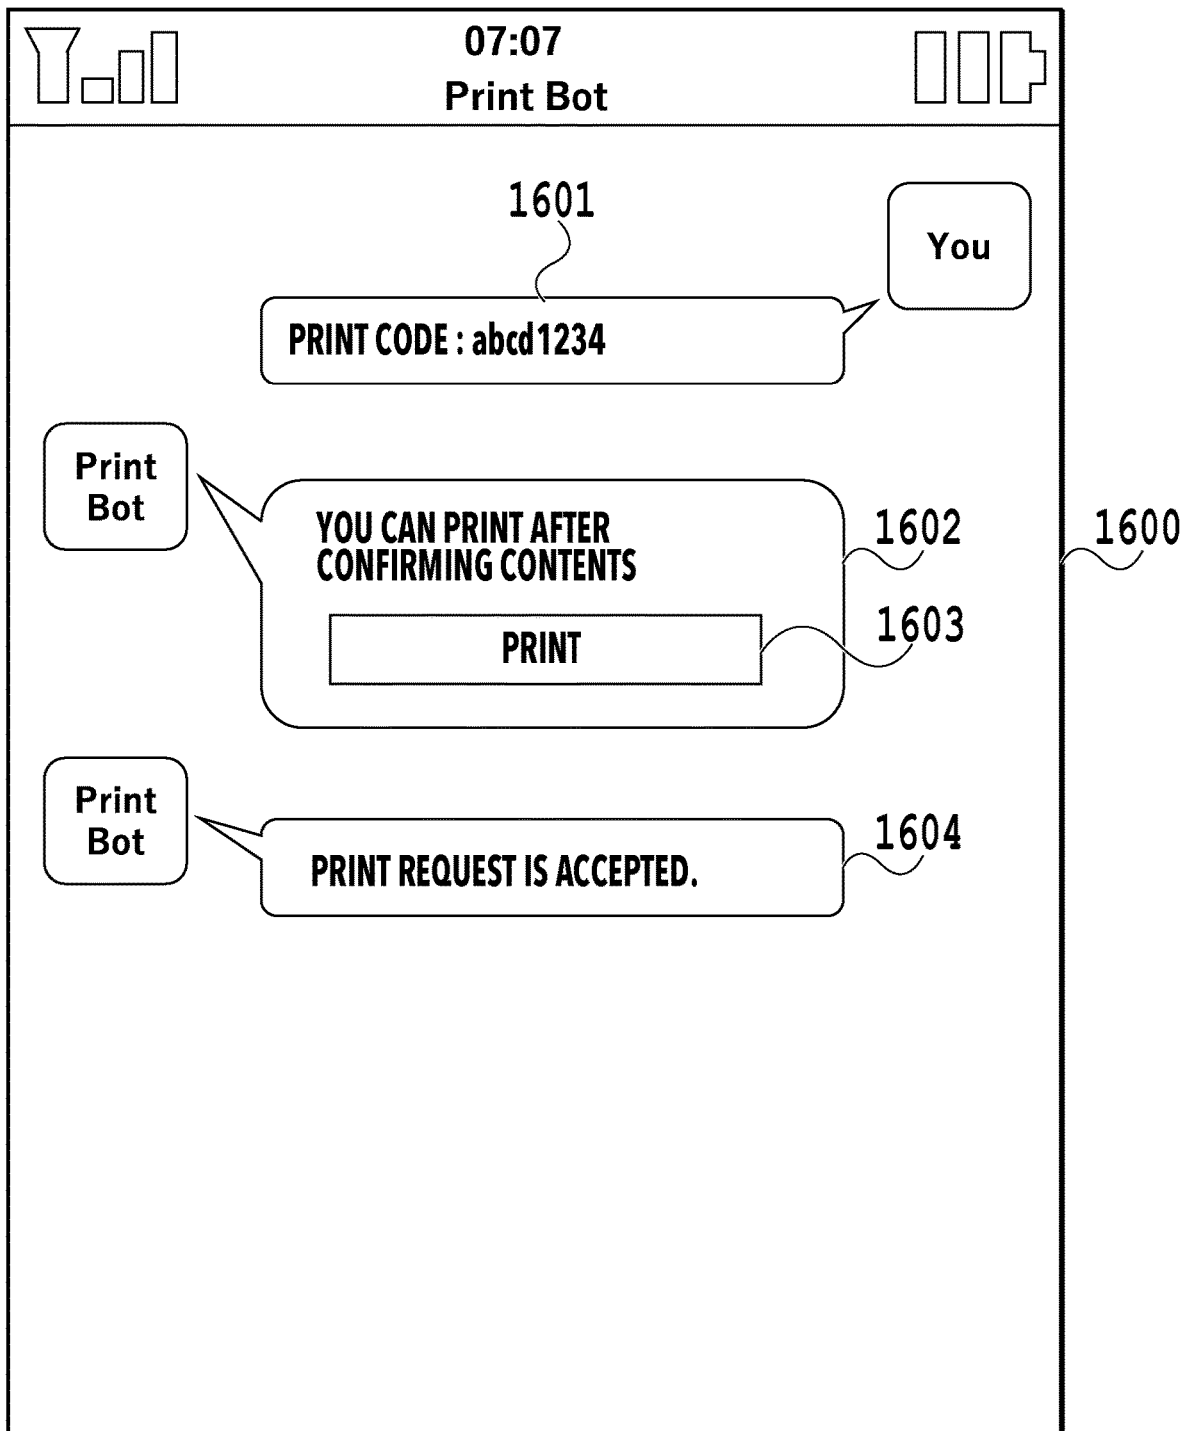 07:07
Print Bot
1601
You
PRINT CODE : abcd1234
Print
Bot
YOU CAN PRINT AFTER
CONFIRMING CONTENTS
1602
1600
PRINT
1603
Print
Bot
PRINT REQUEST IS ACCEPTED.
1604